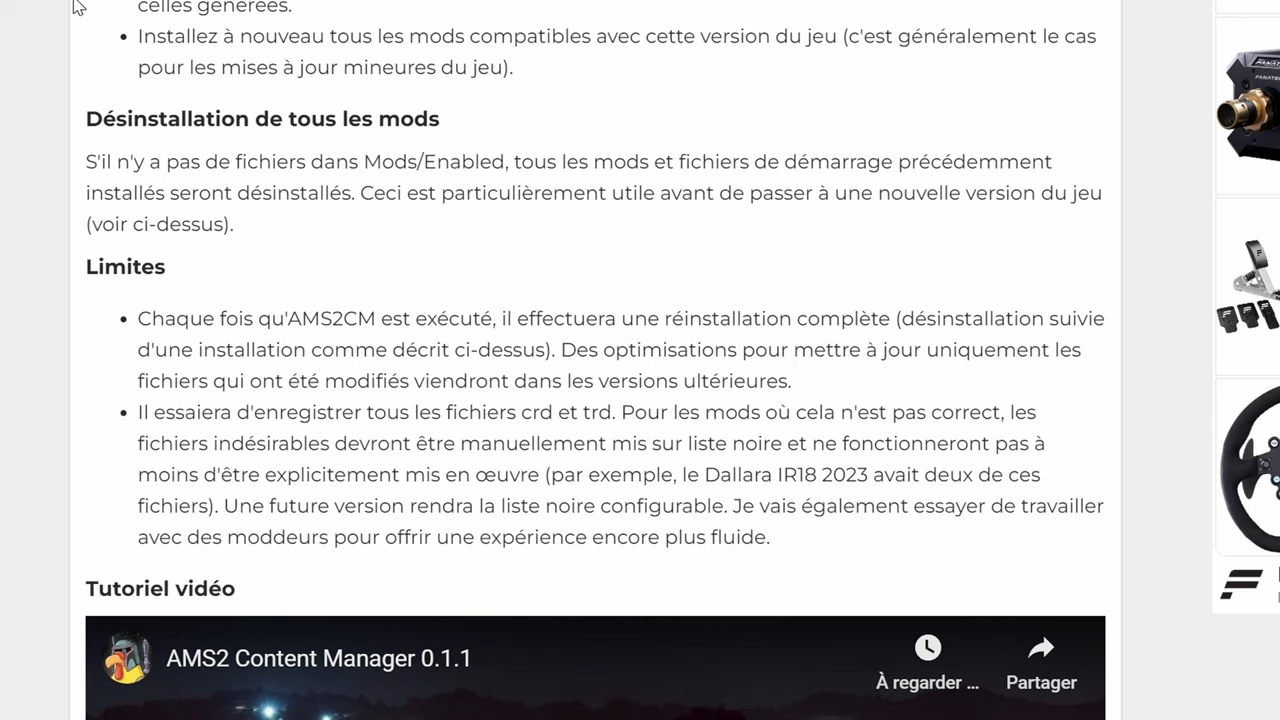 celles générées.
• Installez à nouveau tous les mods compatibles avec cette version du jeu (c'est généralement le cas
pour les mises à jour mineures du jeu).
Désinstallation de tous les mods
S'il n'y a pas de fichiers dans Mods/Enabled, tous les mods et fichiers de démarrage précédemment
installés seront désinstallés. Ceci est particulièrement utile avant de passer à une nouvelle version du jeu
(voir ci-dessus).
Limites
• Chaque fois qu'AMS2CM est exécuté, il effectuera une réinstallation complète (désinstallation suivie
d'une installation comme décrit ci-dessus). Des optimisations pour mettre à jour uniquement les
fichiers qui ont été modifiés viendront dans les versions ultérieures.
• Il essaiera d'enregistrer tous les fichiers crd et trd. Pour les mods où cela n'est pas correct, les
fichiers indésirables devront être manuellement mis sur liste noire et ne fonctionneront pas à
moins d'être explicitement mis en œuvre (par exemple, le Dallara IR18 2023 avait deux de ces
fichiers). Une future version rendra la liste noire configurable. Je vais également essayer de travailler
avec des moddeurs pour offrir une expérience encore plus fluide.
Tutoriel vidéo
AMS2 Content Manager 0.1.1
À regarder ...
Partager